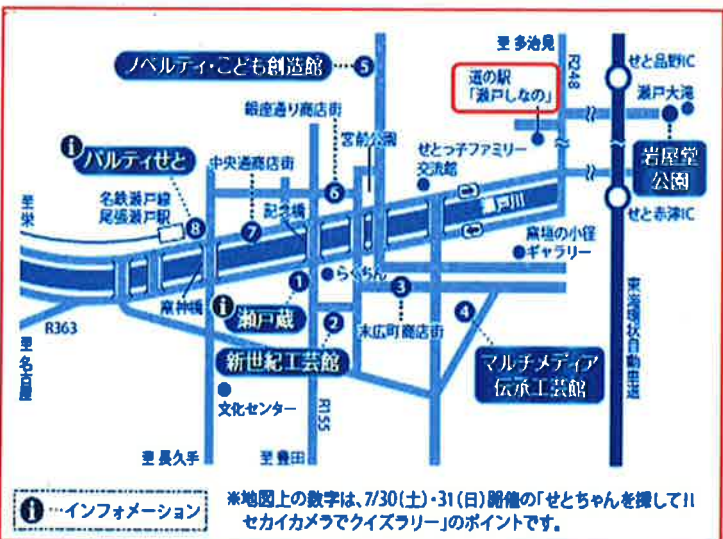 至 多治見
R248
せと品野IC
ノベルティ・こども創造館…5
道の駅
「瀬戸しなの」
瀬戸大滝
銀座通り商店街
宮前公園
岩屋堂
公園
i
パルティせと
中央通商店街
せとっ子ファミリー
交流館
至 栄
名鉄瀬戸線
尾張瀬戸駅
6
記念橋
瀬戸川
せと赤津IC
8
7
窯垣の小径
ギャラリー
窯神橋
1
らくちん
3
i
瀬戸蔵
2
末広町商店街
4
R363
至 名古屋
新世紀工芸館
マルチメディア
伝承工芸館
東海環状自動車道
文化センター
R155
至 長久手
至 豊田
i…インフォメーション
※地図上の数字は、7/30(土)・31(日)開催の「せとちゃんを探して!!
セカイカメラでクイズラリー」のポイントです。